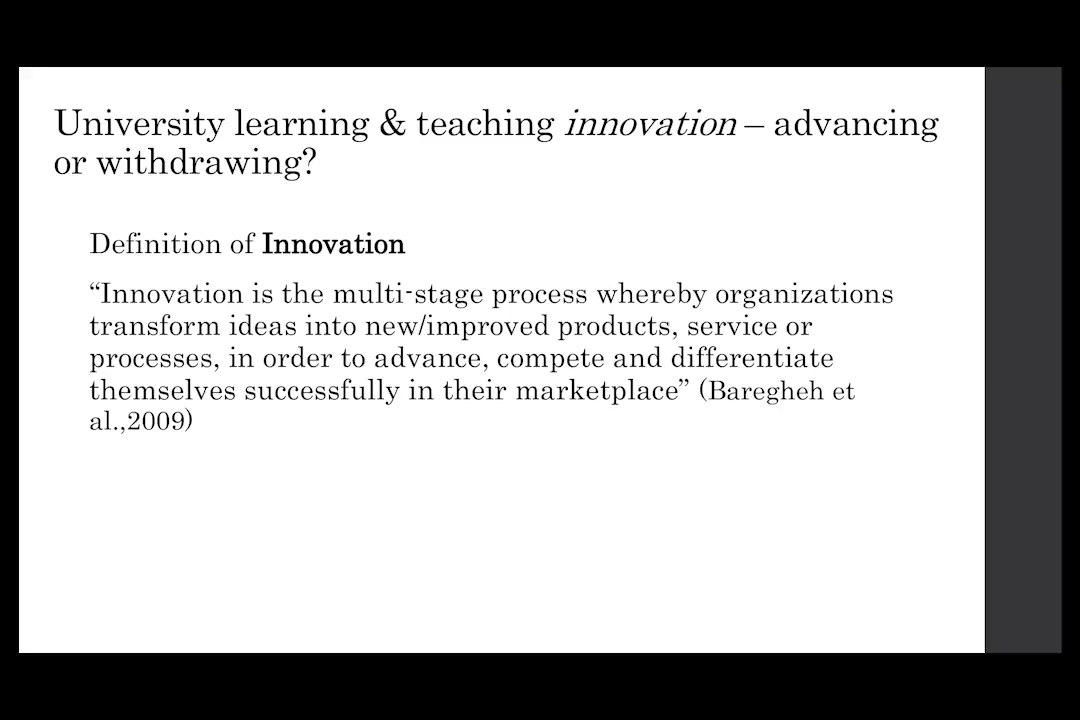 University learning & teaching innovation – advancing
or withdrawing?
Definition of Innovation
“Innovation is the multi-stage process whereby organizations
transform ideas into new/improved products, service or
processes, in order to advance, compete and differentiate
themselves successfully in their marketplace” (Baregheh et
al.,2009)